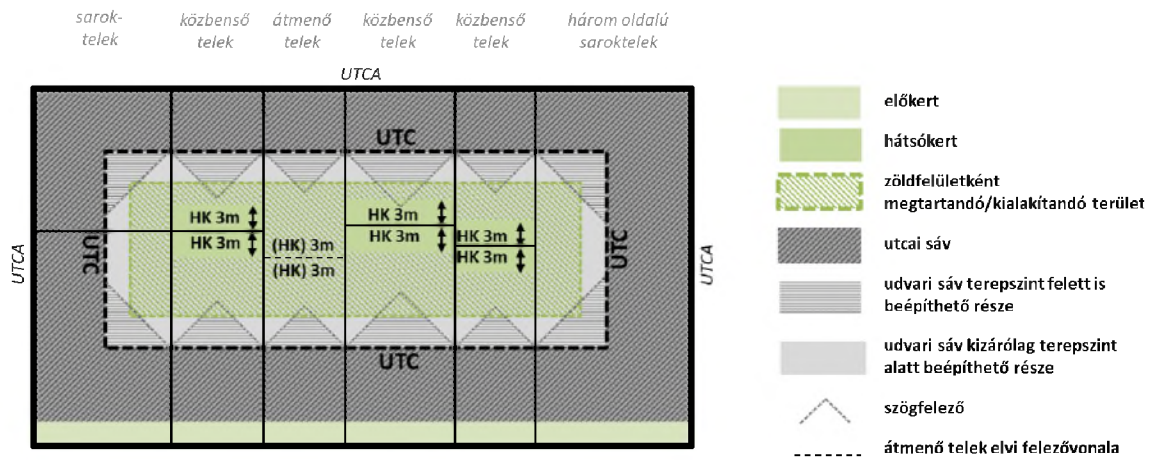 sarok-
telek
közbenső
telek
átmenő
telek
közbenső
telek
közbenső
telek
három oldalú
saroktelek
UTCA
UTC
UTCA
UTC
HK 3m
HK 3m
(HK) 3m
(HK) 3m
HK 3m
HK 3m
HK 3m
HK 3m
UTC
UTCA
UTC
előkert
hátsókert
zöldfelületként
megtartandó/kialakítandó terület
utcai sáv
udvari sáv terepszint felett is
beépíthető része
udvari sáv kizárólag terepszint
alatt beépíthető része
szögfelező
átmenő telek elvi felezővonala